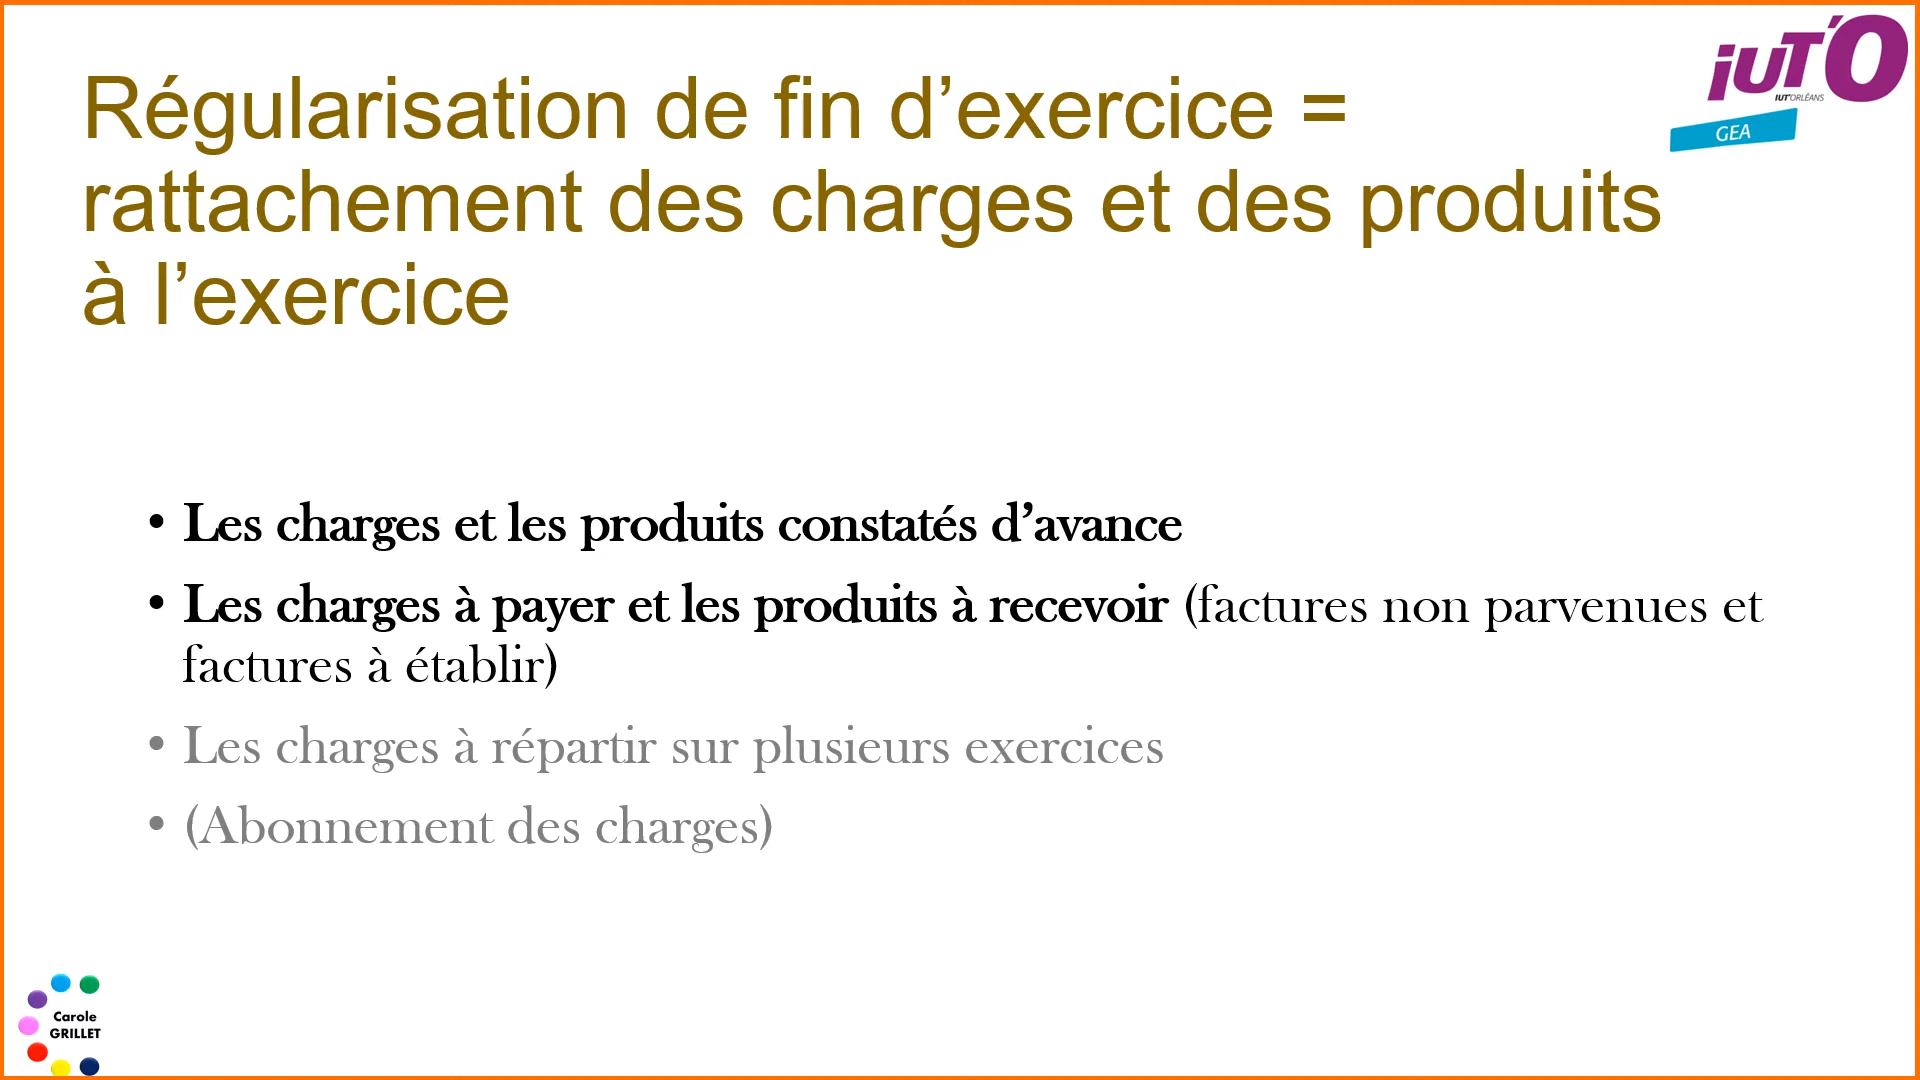 Régularisation de fin d’exercice =
rattachement des charges et des produits
à l’exercice
iUT'O
IUT'ORLÉANS
GEA
• Les charges et les produits constatés d’avance
• Les charges à payer et les produits à recevoir (factures non parvenues et
factures à établir)
• Les charges à répartir sur plusieurs exercices
• (Abonnement des charges)
Carole
GRILLET